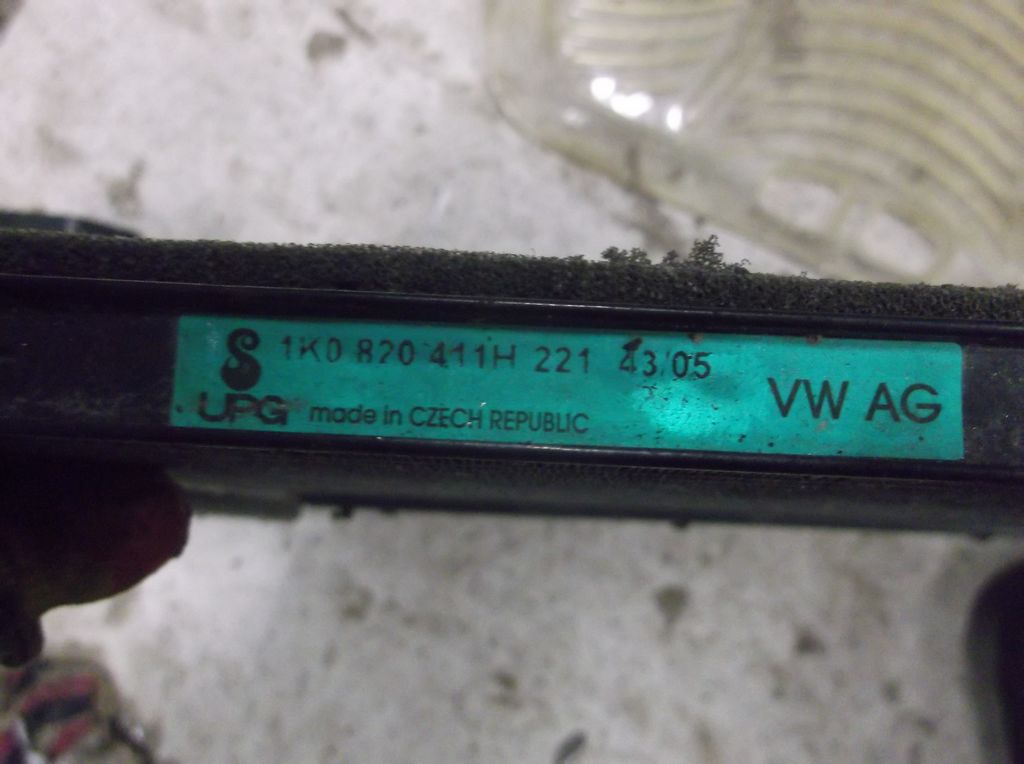 1K0 820 411H 221 43/05
UPG made in CZECH REPUBLIC
VW AG